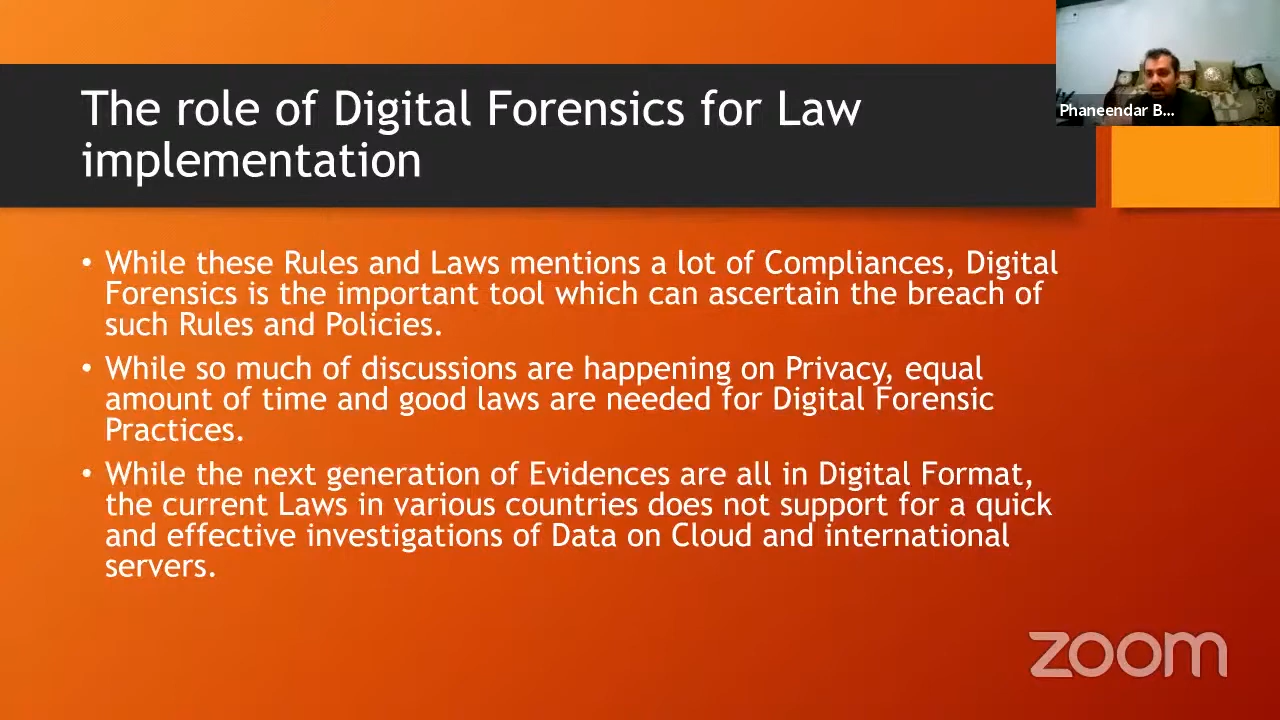 The role of Digital Forensics for Law
implementation
Phaneendar B...
• While these Rules and Laws mentions a lot of Compliances, Digital
Forensics is the important tool which can ascertain the breach of
such Rules and Policies.
• While so much of discussions are happening on Privacy, equal
amount of time and good laws are needed for Digital Forensic
Practices.
• While the next generation of Evidences are all in Digital Format,
the current Laws in various countries does not support for a quick
and effective investigations of Data on Cloud and international
servers.
zoom